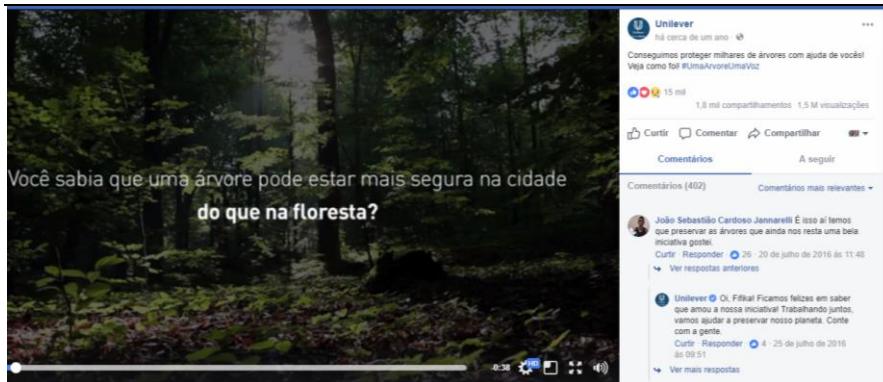 Você sabia que uma árvore pode estar mais segura na cidade
do que na floresta?
-0:38
HD
Unilever
há cerca de um ano
Conseguimos proteger milhares de árvores com ajuda de vocês!
Veja como foi! #UmaArvoreUmaVoz
15 mil
1,8 mil compartilhamentos 1,5 M visualizações
Curtir Comentar Compartilhar
Comentários A seguir
Comentários (402) Comentários mais relevantes
João Sebastião Cardoso Jannarelli É isso aí temos
que preservar as árvores que ainda nos resta uma bela
iniciativa gostei.
Curtir · Responder · 26 · 20 de julho de 2016 às 11:48
Ver respostas anteriores
Unilever Oi, Fifika! Ficamos felizes em saber
que amou a nossa iniciativa! Trabalhando juntos,
vamos ajudar a preservar nosso planeta. Conte
com a gente.
Curtir · Responder · 4 · 25 de julho de 2016
às 09:51
Ver mais respostas